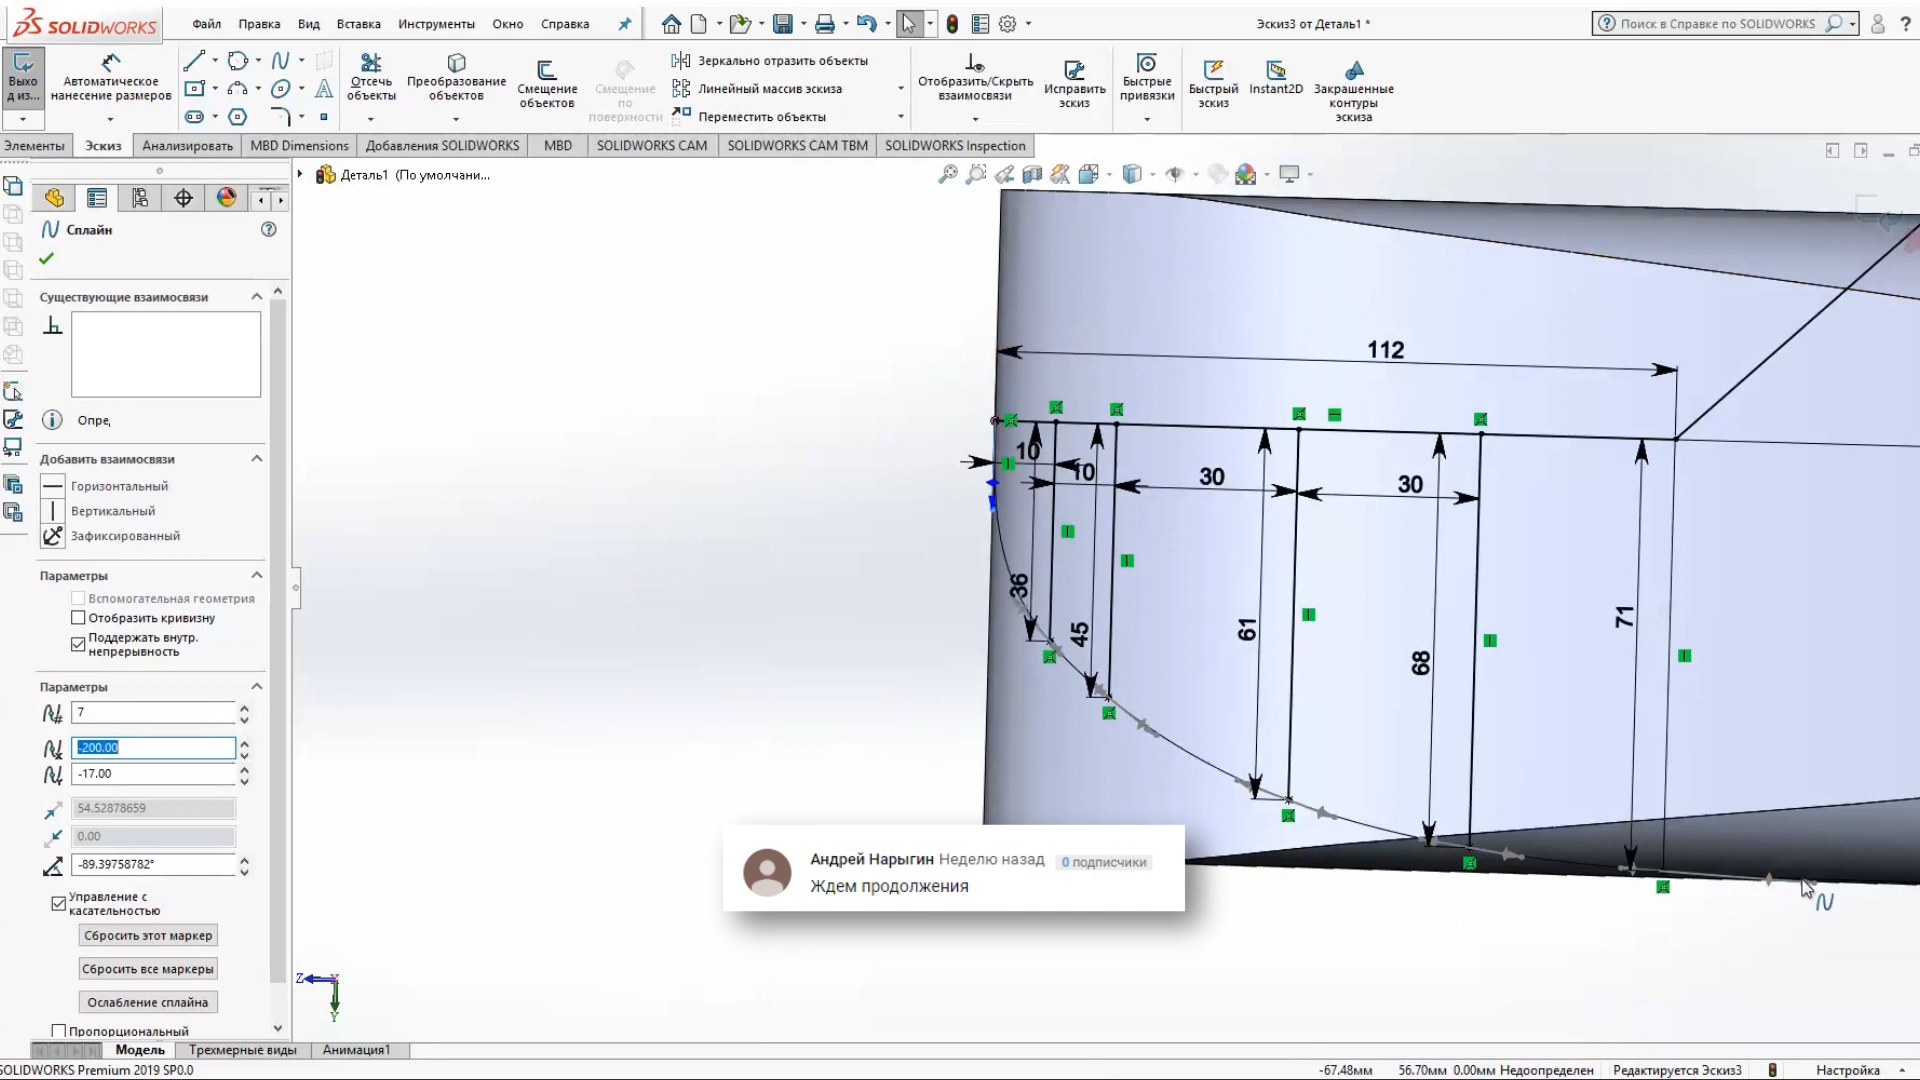 SOLIDWORKS
Файл Правка Вид Вставка Инструменты Окно Справка
Эскиз3 от Деталь1 *
Поиск в Справке по SOLIDWORKS
?
Выхо
д из...
Автоматическое
нанесение размеров
Отсечь
объекты
Преобразование
объектов
Смещение
объектов
Смещение
по
поверхности
Зеркально отразить объекты
Линейный массив эскиза
Переместить объекты
Отобразить/Скрыть
взаимосвязи
Исправить
эскиз
Быстрые
привязки
Быстрый
эскиз
Instant2D
Закрашенные
контуры
эскиза
Элементы Эскиз Анализировать MBD Dimensions Добавления SOLIDWORKS MBD SOLIDWORKS CAM SOLIDWORKS CAM TBM SOLIDWORKS Inspection
Деталь1 (По умолчани...
Сплайн
Существующие взаимосвязи
Опре,
Добавить взаимосвязи
Горизонтальный
Вертикальный
Зафиксированный
Параметры
Вспомогательная геометрия
Отобразить кривизну
Поддержать внутр.
непрерывность
Параметры
7
-200.00
-17.00
54.52878659
0.00
-89.39758782°
Управление с
касательностью
Сбросить этот маркер
Сбросить все маркеры
Ослабление сплайна
Пропорциональный
112
10
10
30
30
36
45
61
68
71
Андрей Нарыгин Неделю назад 0 подписчики
Ждем продолжения
Z
Y
Модель Трехмерные виды Анимация1
SOLIDWORKS Premium 2019 SP0.0
-67.48мм 56.70мм 0.00мм Недоопределен Редактируется Эскиз3 Настройка